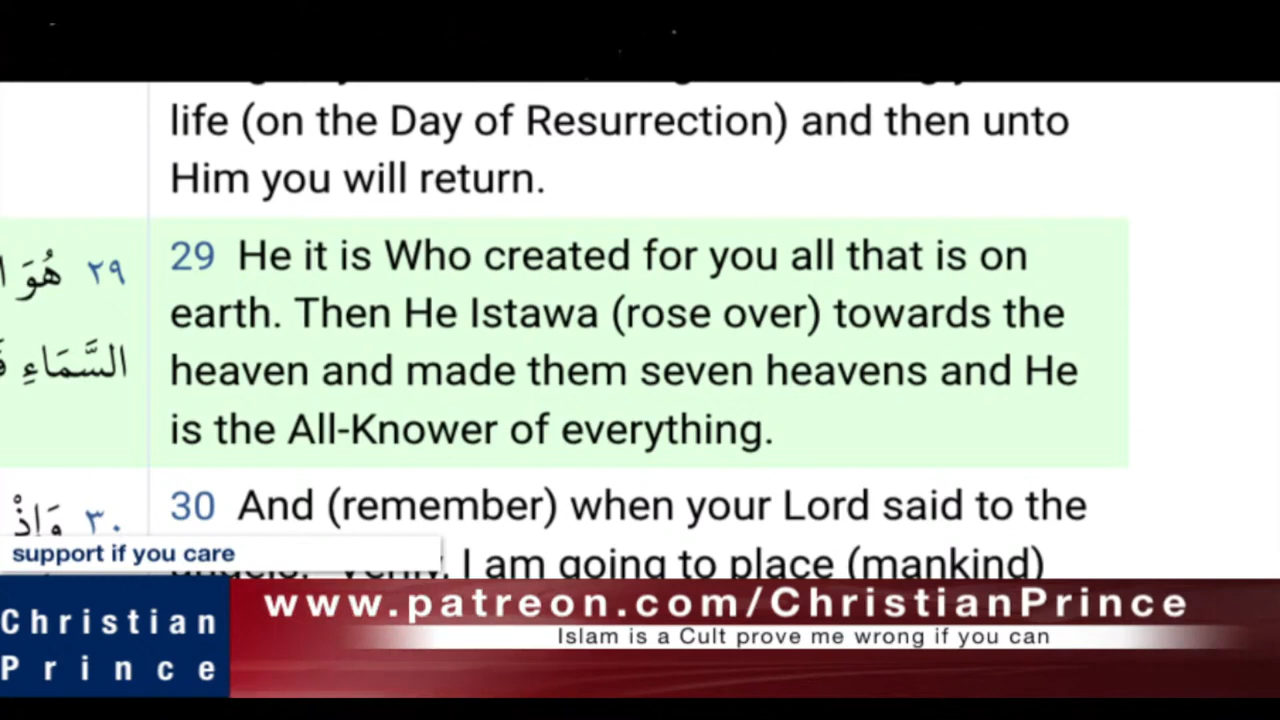 life (on the Day of Resurrection) and then unto
Him you will return.
٢٩ هُوَ
29 He it is Who created for you all that is on
earth. Then He Istawa (rose over) towards the
السَّمَاءِ
heaven and made them seven heavens and He
is the All-Knower of everything.
٣٠ وَإِذْ
30 And (remember) when your Lord said to the
I am going to place (mankind)
support if you care
Christian
Prince
www.patreon.com/ChristianPrince
Islam is a Cult prove me wrong if you can